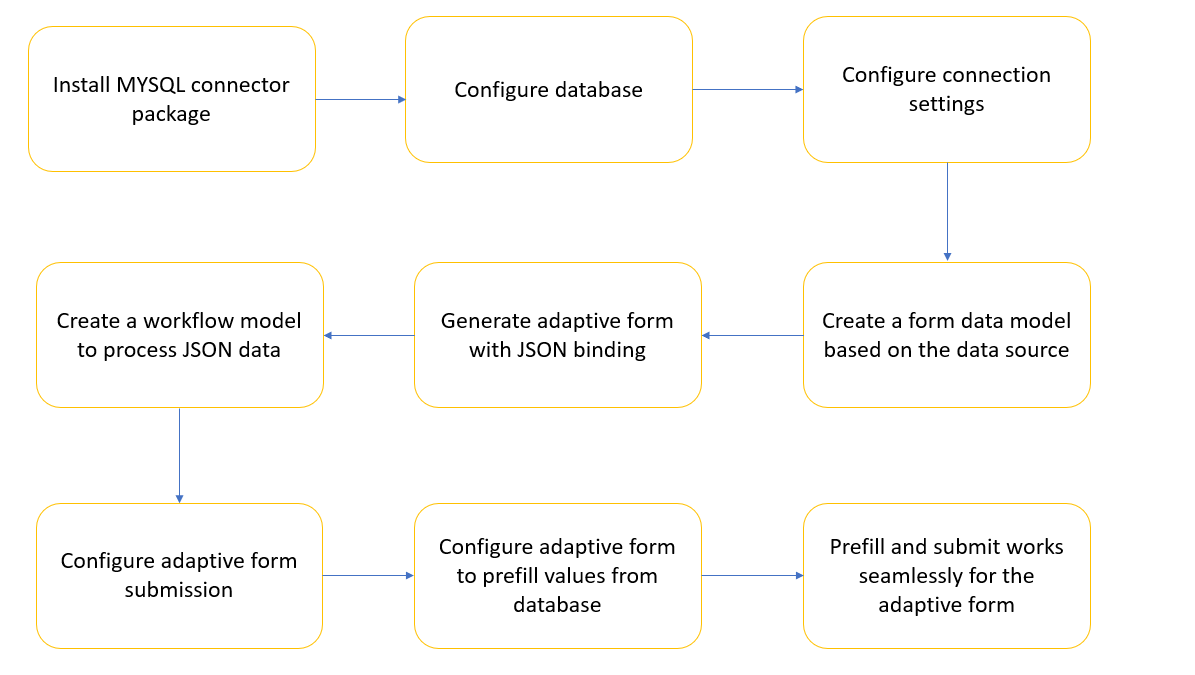 Install MYSQL connector
package
Configure database
Configure connection
settings
Create a workflow model
to process JSON data
Generate adaptive form
with JSON binding
Create a form data model
based on the data source
Configure adaptive form
submission
Configure adaptive form
to prefill values from
database
Prefill and submit works
seamlessly for the
adaptive form